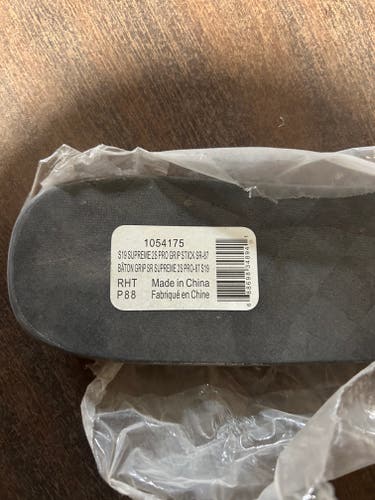 1054175
S19 SUPREME 2S PRO GRIP STICK SR-87
BÂTON GRIP SR SUPREME 2S PRO-87 S19
RHT Made in China
P88 Fabriqué en Chine